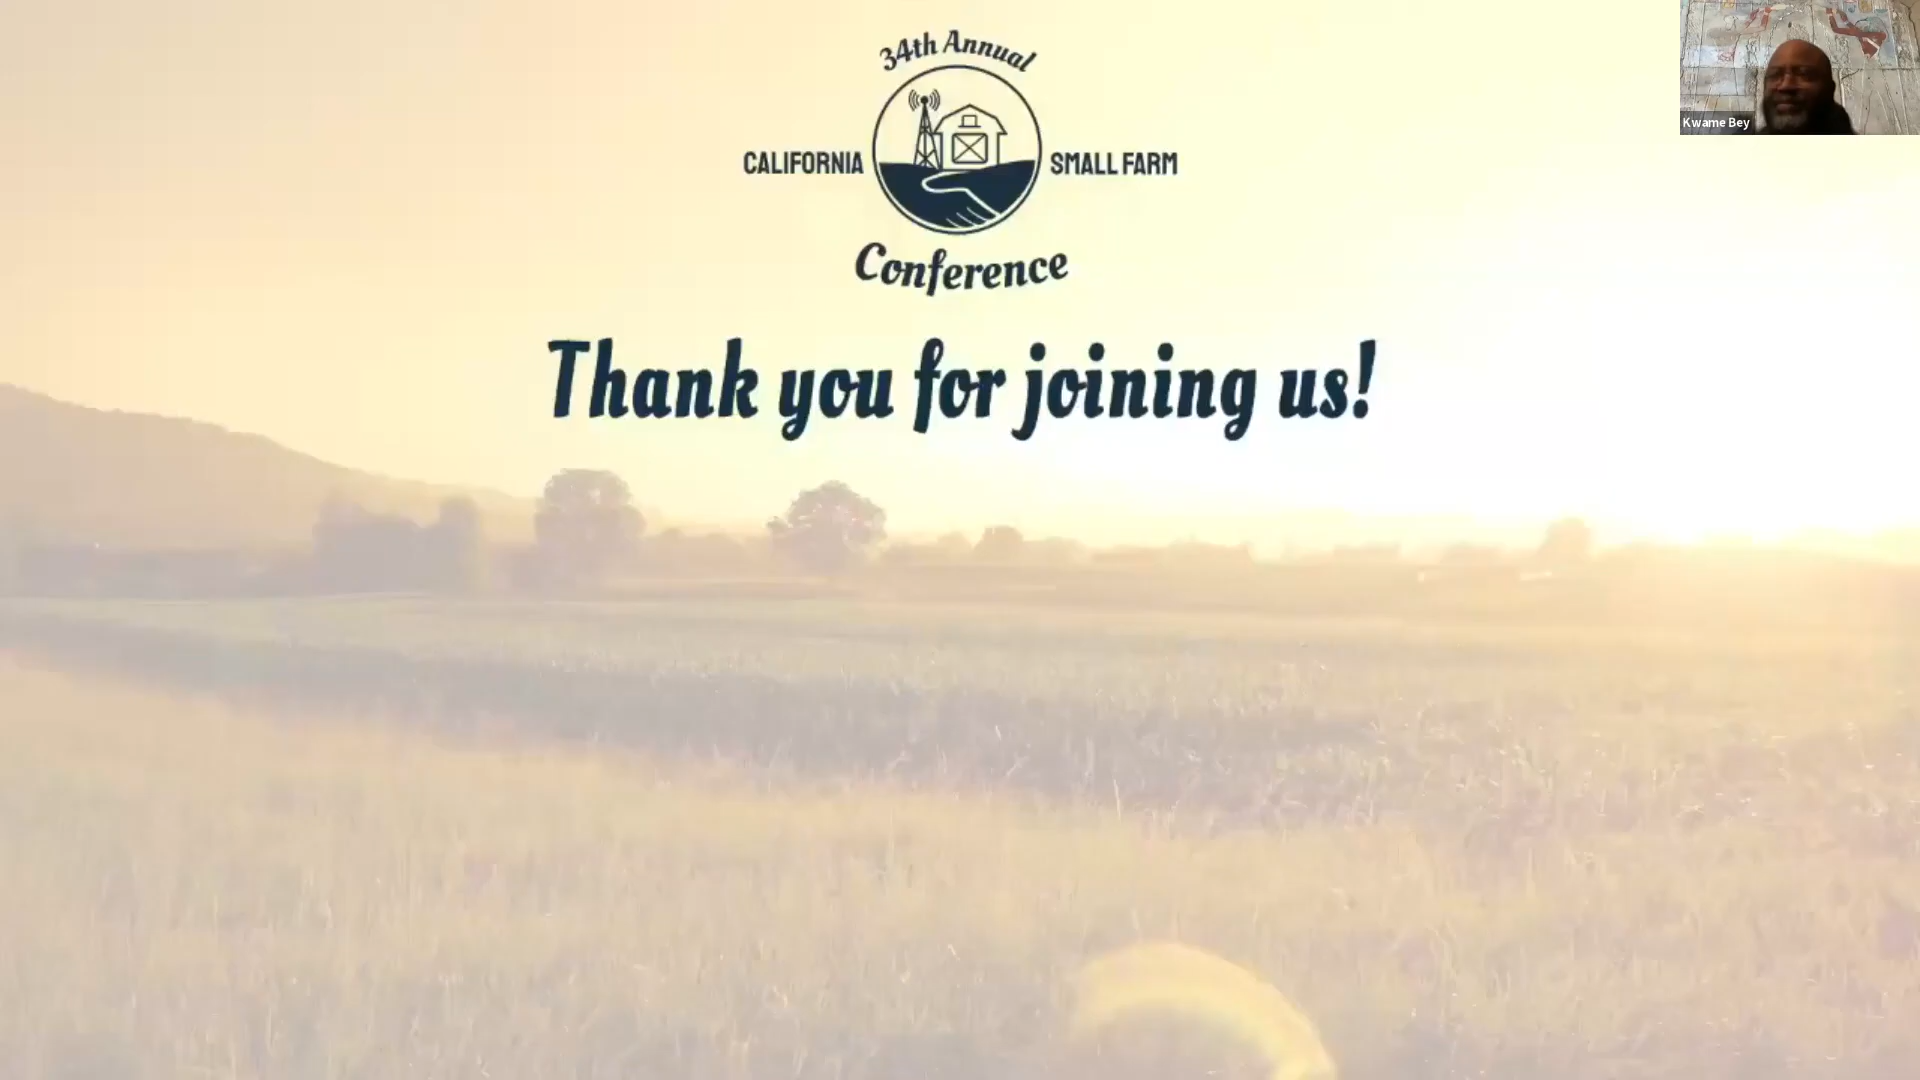 34th Annual
CALIFORNIA SMALL FARM
Conference
Thank you for joining us!
Kwame Bey